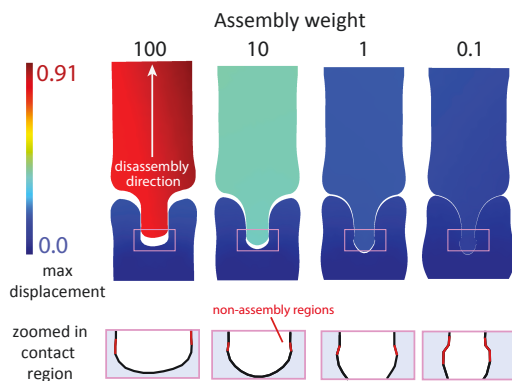 Assembly weight
100 10 1 0.1
0.91
disassembly
direction
0.0
max
displacement
non-assembly regions
zoomed in
contact
region